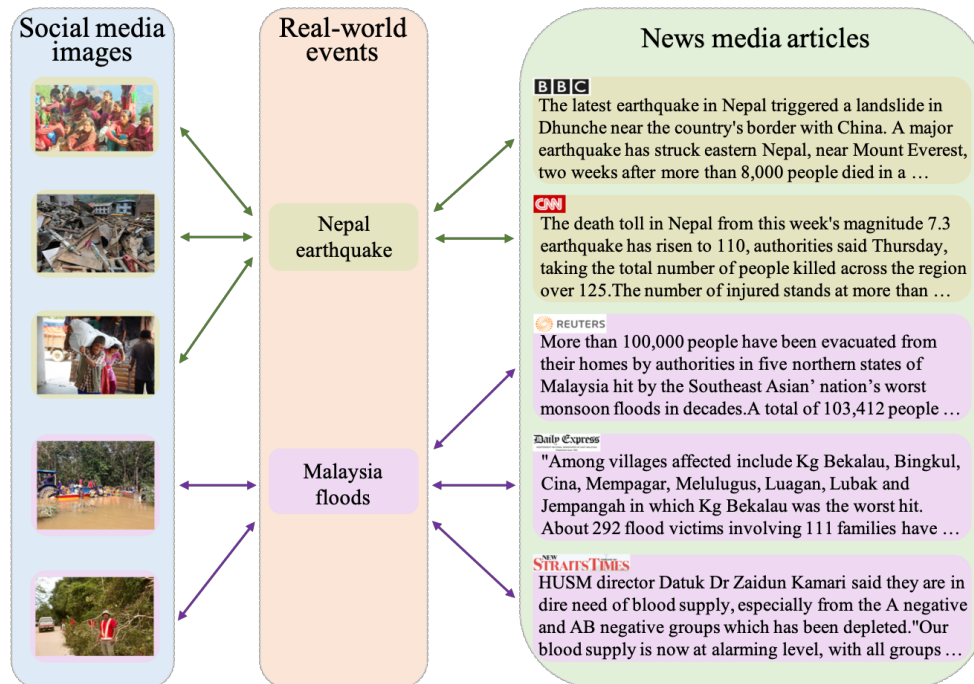 Social media
images
Real-world
events
News media articles
Nepal
earthquake
Malaysia
floods
BBC
The latest earthquake in Nepal triggered a landslide in
Dhunche near the country's border with China. A major
earthquake has struck eastern Nepal, near Mount Everest,
two weeks after more than 8,000 people died in a …
CNN
The death toll in Nepal from this week's magnitude 7.3
earthquake has risen to 110, authorities said Thursday,
taking the total number of people killed across the region
over 125.The number of injured stands at more than …
REUTERS
More than 100,000 people have been evacuated from
their homes by authorities in five northern states of
Malaysia hit by the Southeast Asian’ nation’s worst
monsoon floods in decades.A total of 103,412 people …
Daily Express
"Among villages affected include Kg Bekalau, Bingkul,
Cina, Mempagar, Melulugus, Luagan, Lubak and
Jempangah in which Kg Bekalau was the worst hit.
About 292 flood victims involving 111 families have …
NEW
STRAITS TIMES
HUSM director Datuk Dr Zaidun Kamari said they are in
dire need of blood supply, especially from the A negative
and AB negative groups which has been depleted."Our
blood supply is now at alarming level, with all groups …